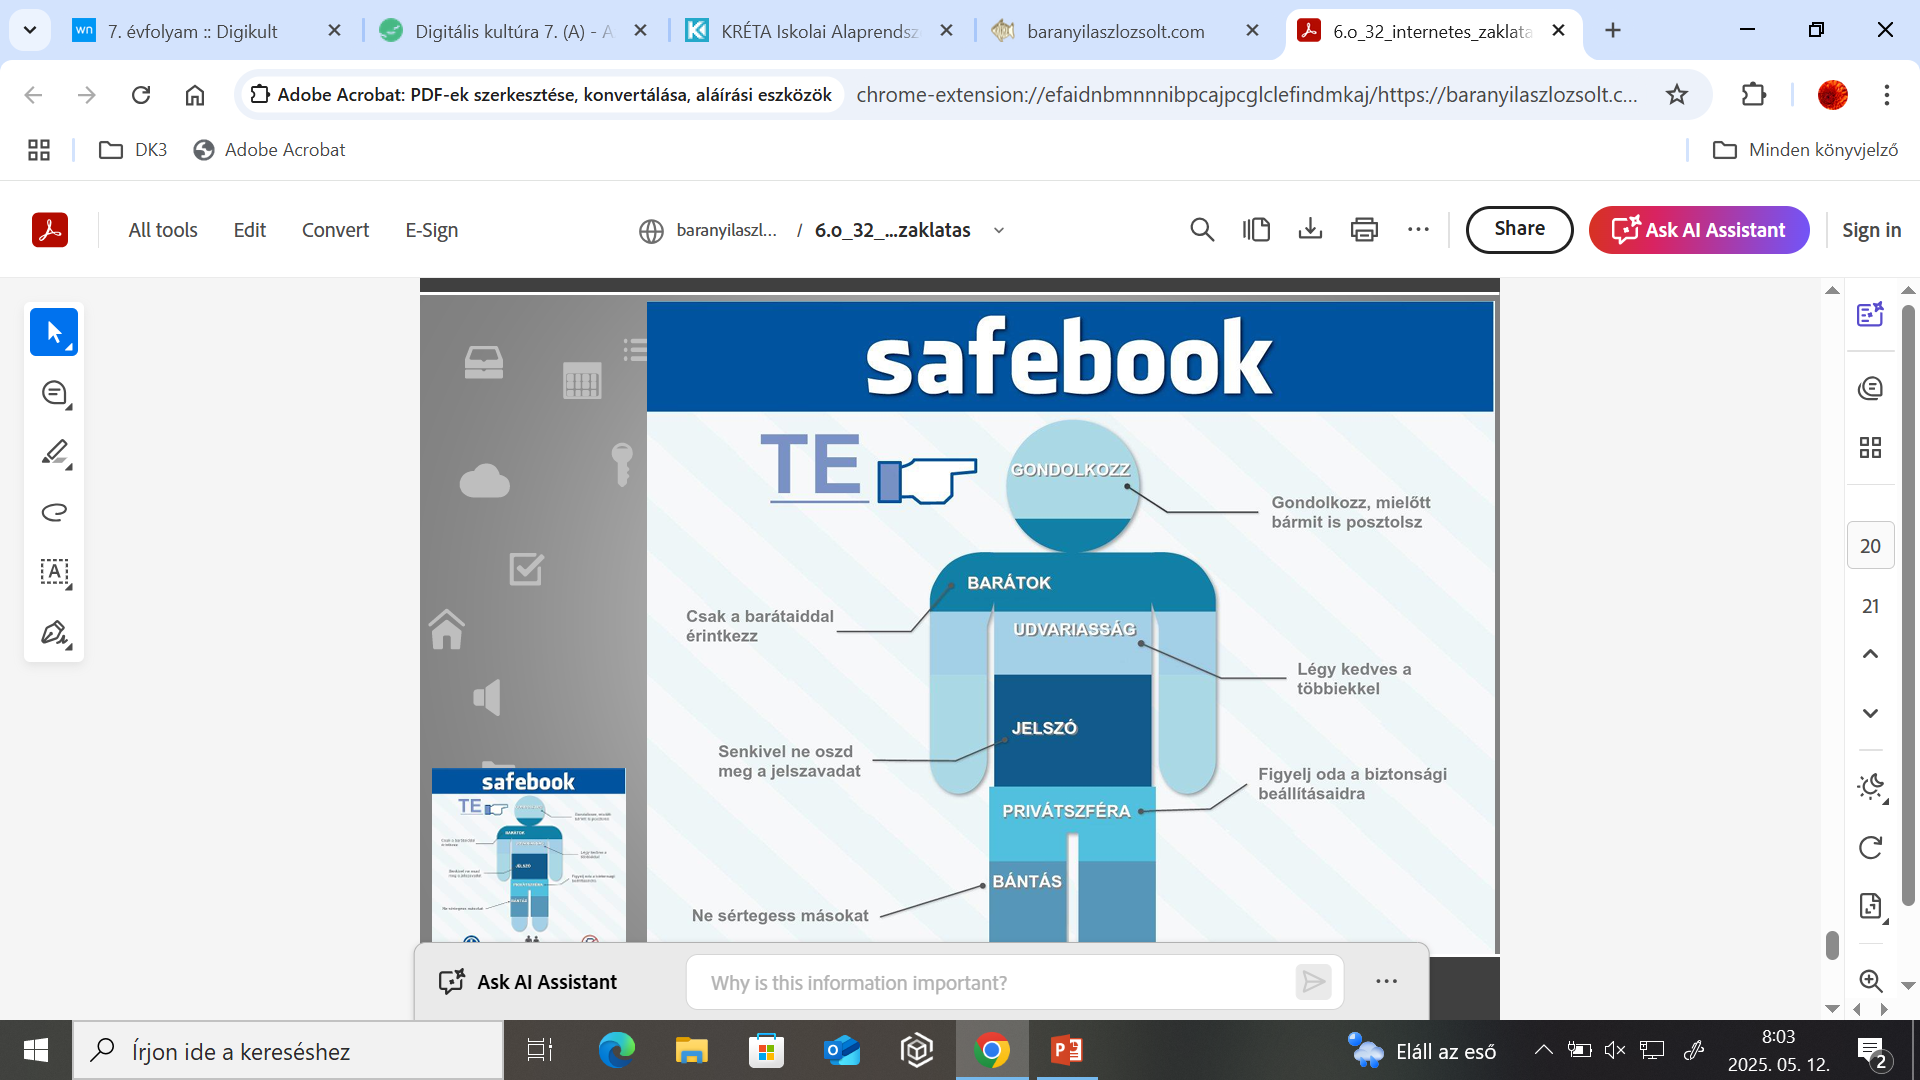 7. évfolyam :: Digikult
Digitális kultúra 7. (A) - A
KRÉTA Iskolai Alaprendsz
baranyilaszlozsolt.com
6.o_32_internetes_zaklata
Adobe Acrobat: PDF-ek szerkesztése, konvertálása, aláírási eszközök
chrome-extension://efaidnbmnnnibpcajpcglclefindmkaj/https://baranyilaszlozsolt.c...
DK3
Adobe Acrobat
Minden könyvjelző
All tools
Edit
Convert
E-Sign
baranyilaszl... / 6.o_32_...zaklatas
Share
Ask AI Assistant
Sign in
safebook
TE
GONDOLKOZZ
Gondolkozz, mielőtt
bármit is posztolsz
BARÁTOK
Csak a barátaiddal
érintkezz
UDVARIASSÁG
Légy kedves a
többiekkel
JELSZÓ
Senkivel ne oszd
meg a jelszavadat
Figyelj oda a biztonsági
beállításaidra
PRIVÁTSZFÉRA
BÁNTÁS
Ne sértegess másokat
safebook
TE
BARÁTOK
JELSZÓ
20
21
Ask AI Assistant
Why is this information important?
Írjon ide a kereséshez
Eláll az eső
8:03
2025. 05. 12.
2